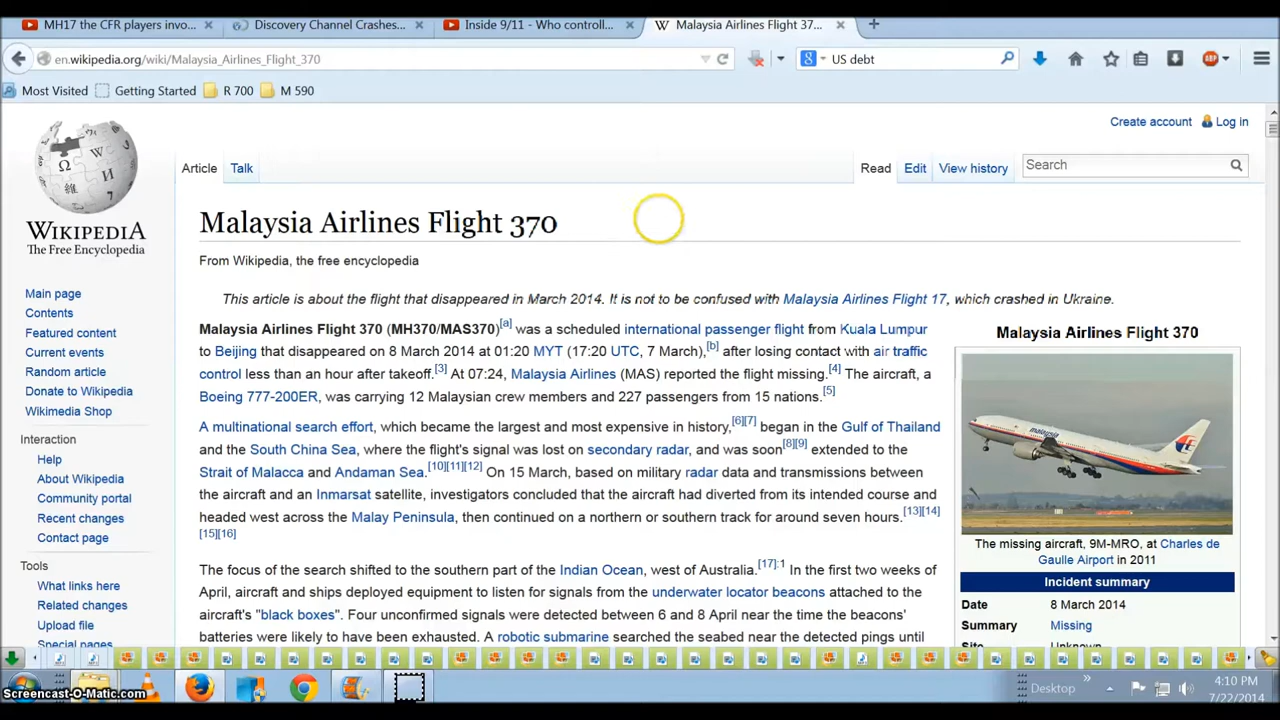 MH17 the CFR players invo...
Discovery Channel Crashes...
Inside 9/11 - Who controll...
Malaysia Airlines Flight 37...
en.wikipedia.org/wiki/Malaysia_Airlines_Flight_370
US debt
Most Visited
Getting Started
R 700
M 590
Create account
Log in
Article
Talk
Read
Edit
View history
Search
WIKIPEDIA
The Free Encyclopedia
Main page
Contents
Featured content
Current events
Random article
Donate to Wikipedia
Wikimedia Shop
Interaction
Help
About Wikipedia
Community portal
Recent changes
Contact page
Tools
What links here
Related changes
Upload file
Special pages
Malaysia Airlines Flight 370
From Wikipedia, the free encyclopedia
This article is about the flight that disappeared in March 2014. It is not to be confused with Malaysia Airlines Flight 17, which crashed in Ukraine.
Malaysia Airlines Flight 370 (MH370/MAS370)[a] was a scheduled international passenger flight from Kuala Lumpur
to Beijing that disappeared on 8 March 2014 at 01:20 MYT (17:20 UTC, 7 March),[b] after losing contact with air traffic
control less than an hour after takeoff.[3] At 07:24, Malaysia Airlines (MAS) reported the flight missing.[4] The aircraft, a
Boeing 777-200ER, was carrying 12 Malaysian crew members and 227 passengers from 15 nations.[5]
A multinational search effort, which became the largest and most expensive in history,[6][7] began in the Gulf of Thailand
and the South China Sea, where the flight's signal was lost on secondary radar, and was soon[8][9] extended to the
Strait of Malacca and Andaman Sea.[10][11][12] On 15 March, based on military radar data and transmissions between
the aircraft and an Inmarsat satellite, investigators concluded that the aircraft had diverted from its intended course and
headed west across the Malay Peninsula, then continued on a northern or southern track for around seven hours.[13][14]
[15][16]
The focus of the search shifted to the southern part of the Indian Ocean, west of Australia.[17]:1 In the first two weeks of
April, aircraft and ships deployed equipment to listen for signals from the underwater locator beacons attached to the
aircraft's "black boxes". Four unconfirmed signals were detected between 6 and 8 April near the time the beacons'
batteries were likely to have been exhausted. A robotic submarine searched the seabed near the detected pings until
Malaysia Airlines Flight 370
malaysia
The missing aircraft, 9M-MRO, at Charles de
Gaulle Airport in 2011
Incident summary
Date 8 March 2014
Summary Missing
Desktop
4:10 PM
7/22/2014
Screencast-O-Matic.com